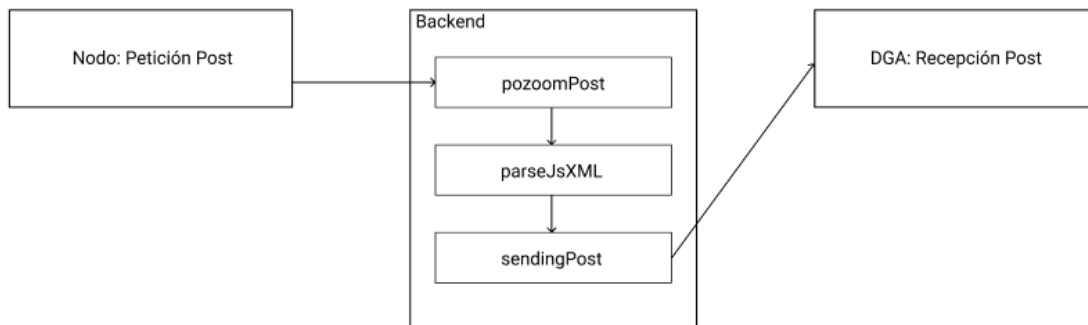 Backend
Nodo: Petición Post
pozoomPost
DGA: Recepción Post
parseJsXML
sendingPost